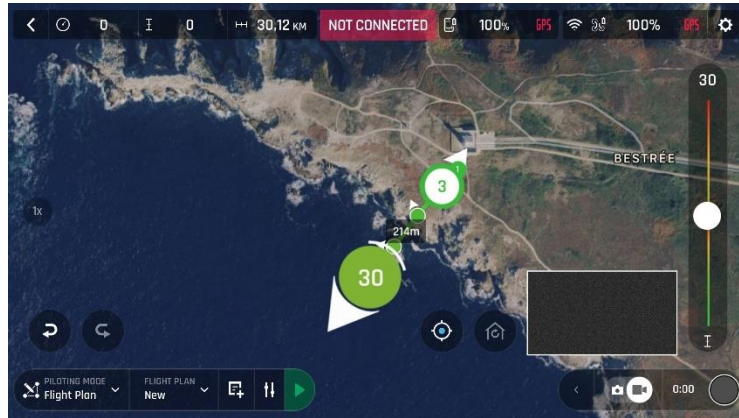 0 0 30,12 KM NOT CONNECTED 100% GPS 100% GPS
30
BESTRÉE
1
3
1x
214m
30
PILOTING MODE
Flight Plan
FLIGHT PLAN
New
0:00